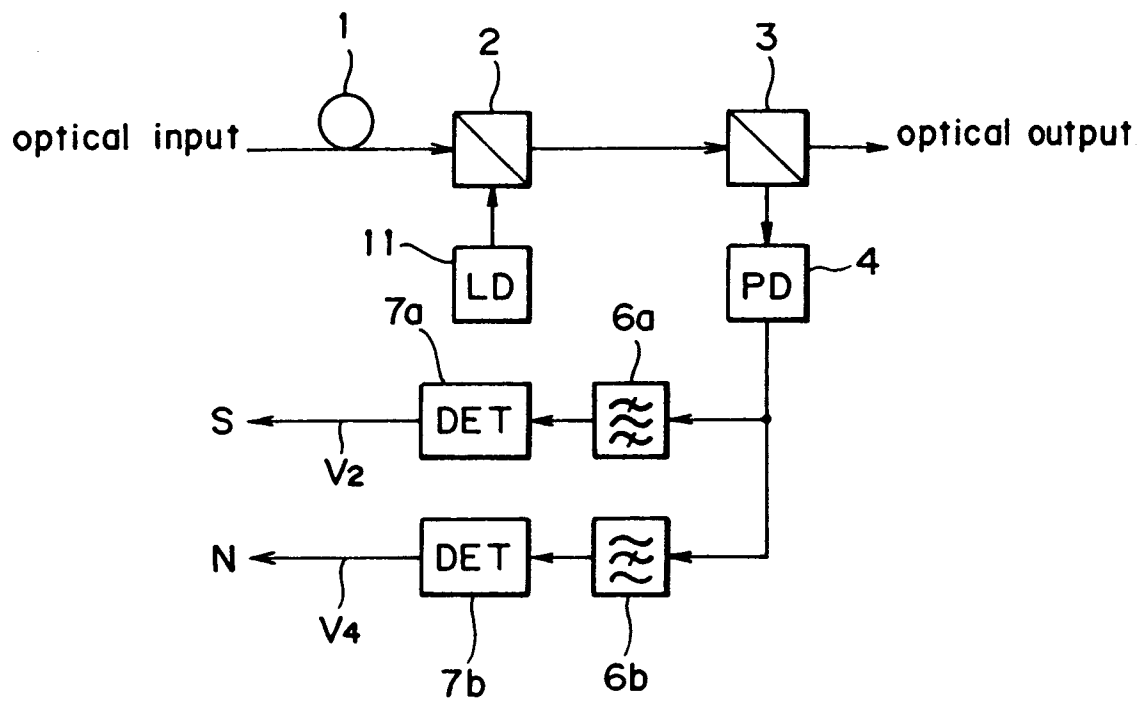 1
2
3
optical input
optical output
11
LD
PD
4
7a
6a
S
DET
V2
N
DET
V4
7b
6b